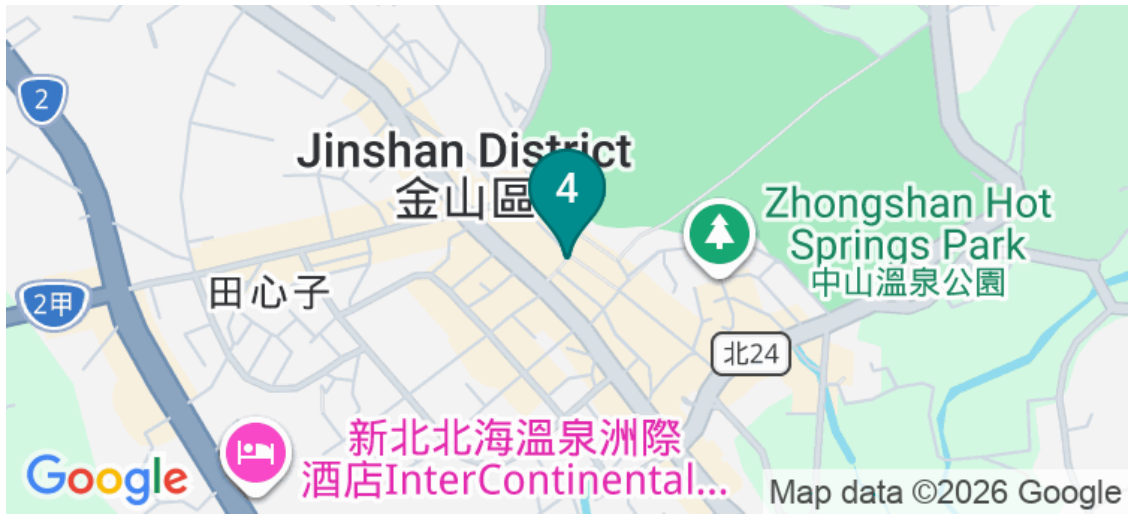 2
Jinshan District
金山區
4
Zhongshan Hot
Springs Park
中山溫泉公園
田心子
2甲
北24
新北北海溫泉洲際
酒店InterContinental...
Google
Map data ©2026 Google